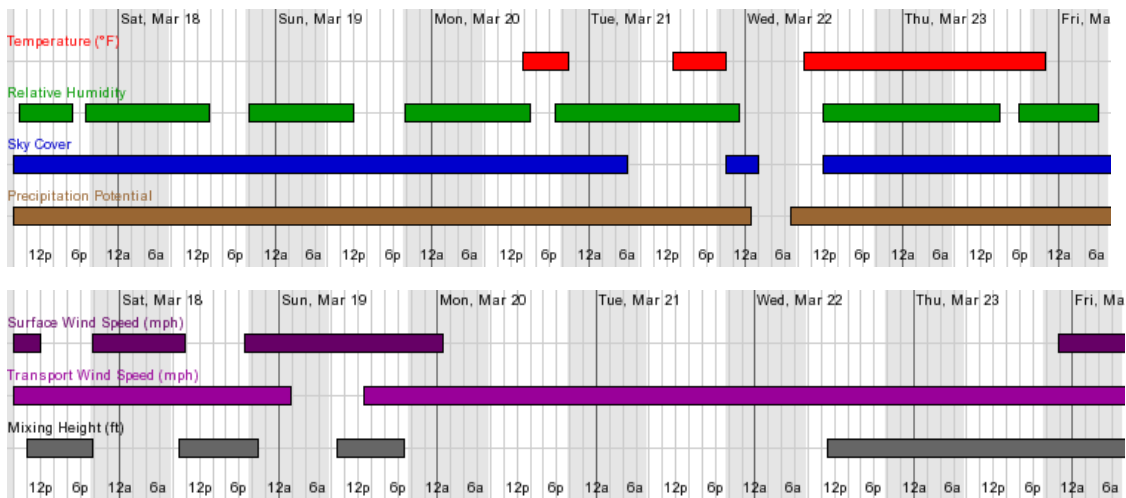 Sat, Mar 18 Sun, Mar 19 Mon, Mar 20 Tue, Mar 21 Wed, Mar 22 Thu, Mar 23 Fri, Ma
Temperature (°F)
Relative Humidity
Sky Cover
Precipitation Potential
12p 6p 12a 6a 12p 6p 12a 6a 12p 6p 12a 6a 12p 6p 12a 6a 12p 6p 12a 6a 12p 6p 12a 6a 12p 6p 12a 6a
Sat, Mar 18 Sun, Mar 19 Mon, Mar 20 Tue, Mar 21 Wed, Mar 22 Thu, Mar 23 Fri, Ma
Surface Wind Speed (mph)
Transport Wind Speed (mph)
Mixing Height (ft)
12p 6p 12a 6a 12p 6p 12a 6a 12p 6p 12a 6a 12p 6p 12a 6a 12p 6p 12a 6a 12p 6p 12a 6a 12p 6p 12a 6a